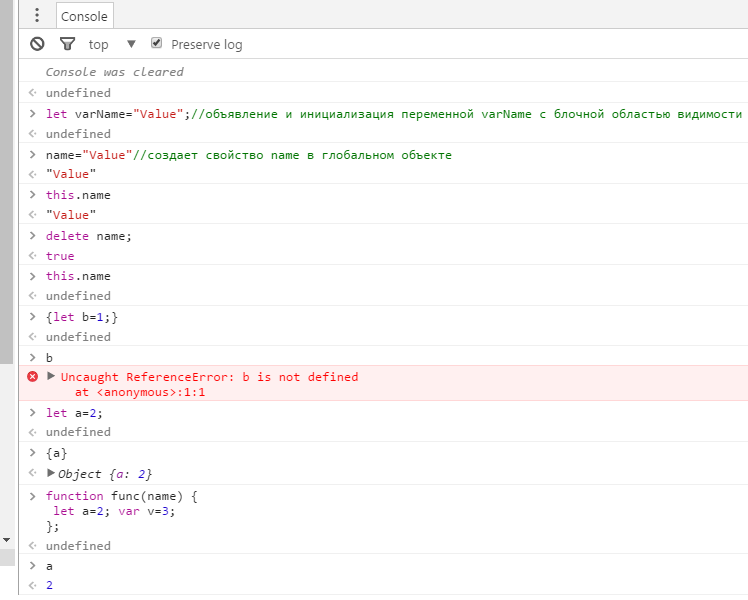 Console
top
Preserve log
Console was cleared
undefined
let varName="Value";//объявление и инициализация переменной varName с блочной областью видимости
undefined
name="Value"//создает свойство name в глобальном объекте
"Value"
this.name
"Value"
delete name;
true
this.name
undefined
{let b=1;}
undefined
b
Uncaught ReferenceError: b is not defined
at <anonymous>:1:1
let a=2;
undefined
{a}
Object {a: 2}
function func(name) {
let a=2; var v=3;
};
undefined
a
2